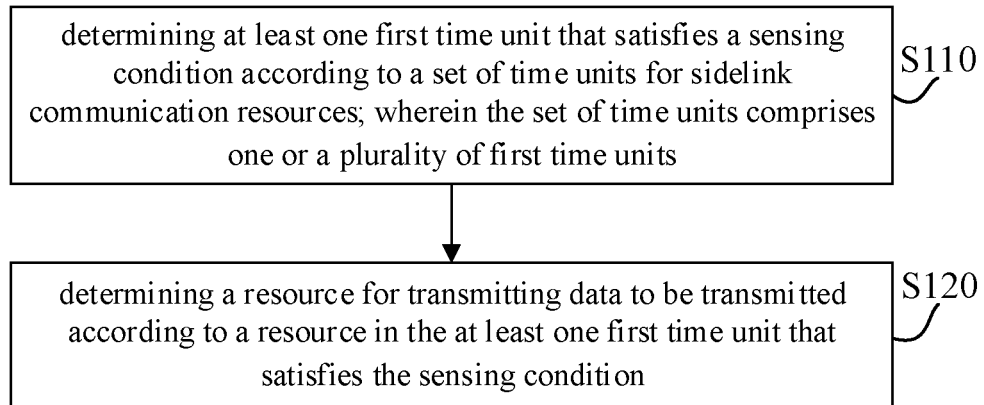 determining at least one first time unit that satisfies a sensing
condition according to a set of time units for sidelink
communication resources; wherein the set of time units comprises
one or a plurality of first time units
S110
determining a resource for transmitting data to be transmitted
according to a resource in the at least one first time unit that
satisfies the sensing condition
S120